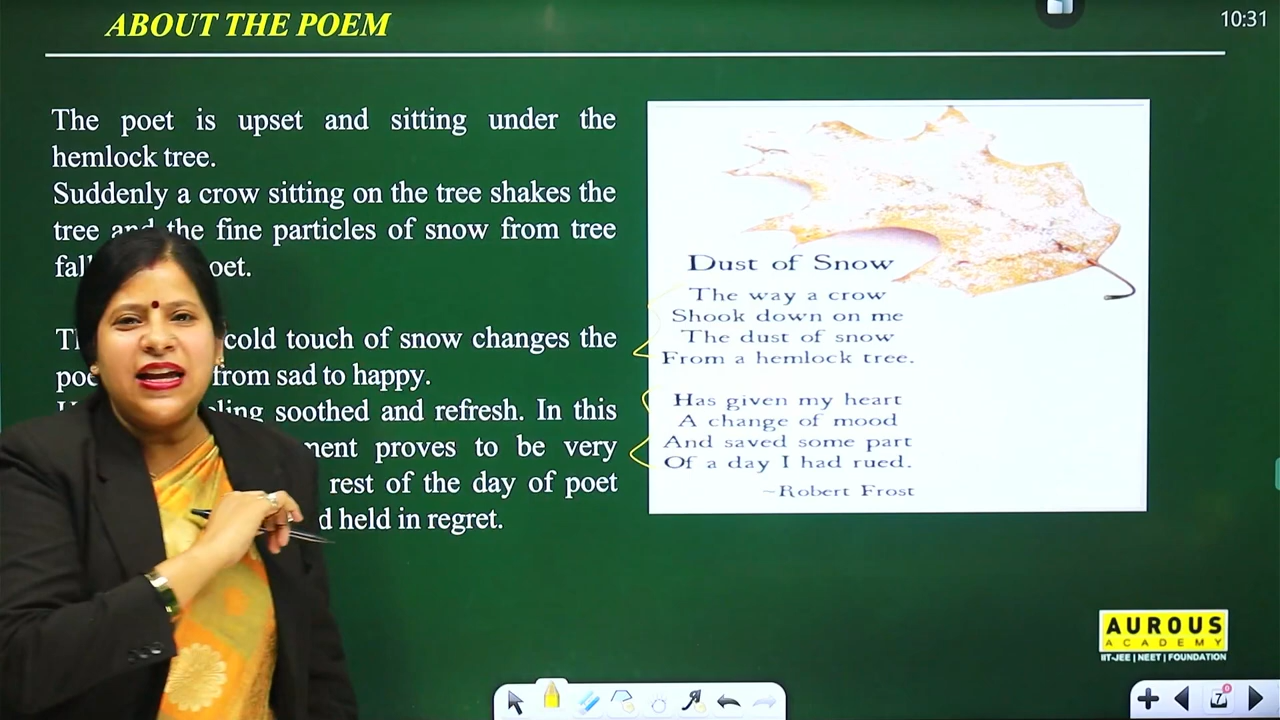 ABOUT THE POEM
10:31
The poet is upset and sitting under the
hemlock tree.
Suddenly a crow sitting on the tree shakes the
tree and the fine particles of snow from tree
cold touch of snow changes the
from sad to happy.
soothed and refresh. In this
proves to be very
rest of the day of poet
held in regret.
Dust of Snow
The way a crow
Shook down on me
The dust of snow
From a hemlock tree.
Has given my heart
A change of mood
And saved some part
Of a day I had rued.
~Robert Frost
AUROUS
ACADEMY
IIT-JEE | NEET | FOUNDATION
7